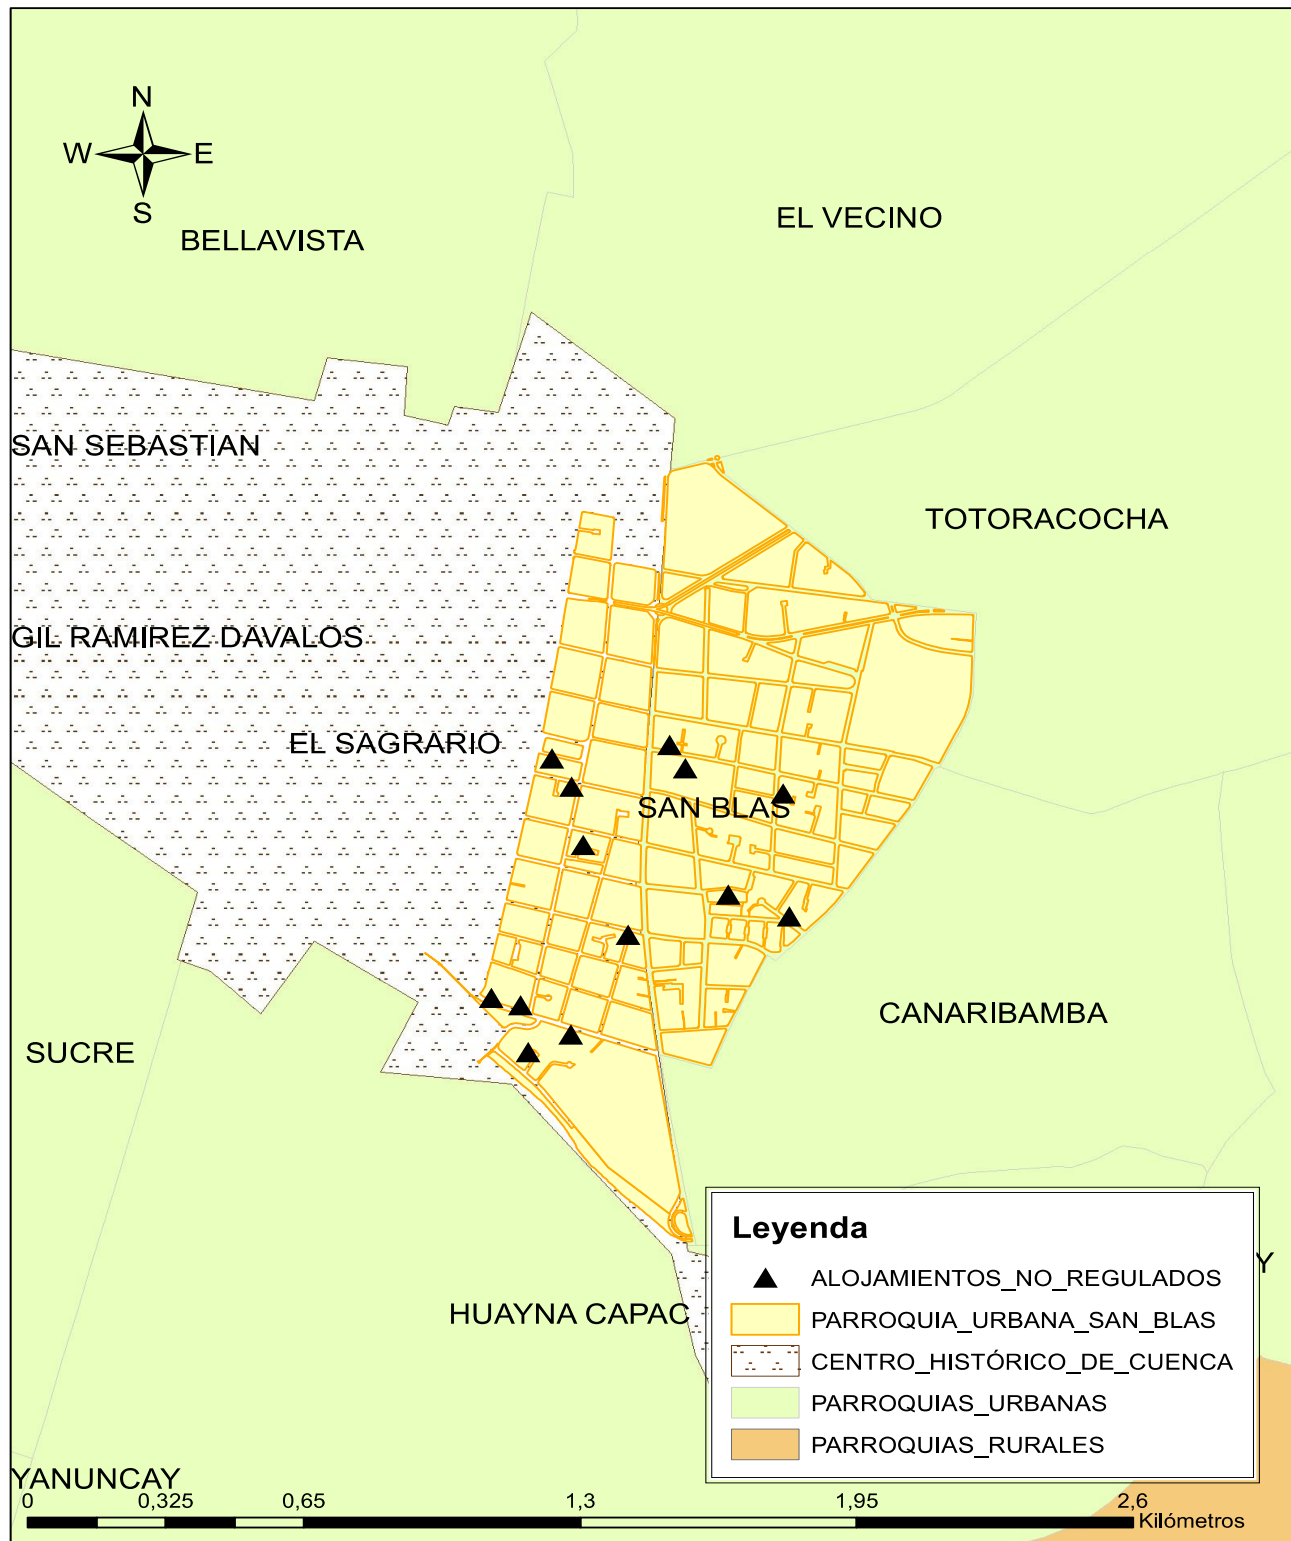 N
W E
S
BELLAVISTA
EL VECINO
SAN SEBASTIAN
TOTORACOCHA
GIL RAMIREZ DAVALOS
EL SAGRARIO
SAN BLAS
CANARIBAMBA
SUCRE
HUAYNA CAPAC
Y
Leyenda
ALOJAMIENTOS_NO_REGULADOS
PARROQUIA_URBANA_SAN_BLAS
CENTRO_HISTÓRICO_DE_CUENCA
PARROQUIAS_URBANAS
PARROQUIAS_RURALES
YANUNCAY
0 0,325 0,65 1,3 1,95 2,6
Kilómetros